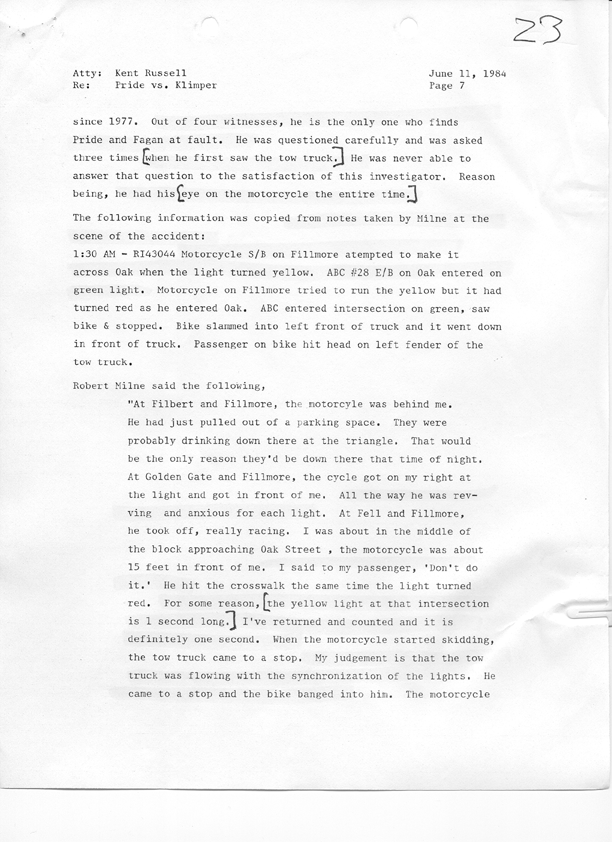 23
Atty: Kent Russell June 11, 1984
Re: Pride vs. Klimper Page 7
since 1977. Out of four witnesses, he is the only one who finds
Pride and Fagan at fault. He was questioned carefully and was asked
three times [when he first saw the tow truck.] He was never able to
answer that question to the satisfaction of this investigator. Reason
being, he had his [eye on the motorcycle the entire time.]
The following information was copied from notes taken by Milne at the
scene of the accident:
1:30 AM - RI43044 Motorcycle S/B on Fillmore atempted to make it
across Oak when the light turned yellow. ABC #28 E/B on Oak entered on
green light. Motorcycle on Fillmore tried to run the yellow but it had
turned red as he entered Oak. ABC entered intersection on green, saw
bike & stopped. Bike slammed into left front of truck and it went down
in front of truck. Passenger on bike hit head on left fender of the
tow truck.
Robert Milne said the following,
"At Filbert and Fillmore, the motorcyle was behind me.
He had just pulled out of a parking space. They were
probably drinking down there at the triangle. That would
be the only reason they'd be down there that time of night.
At Golden Gate and Fillmore, the cycle got on my right at
the light and got in front of me. All the way he was rev-
ving and anxious for each light. At Fell and Fillmore,
he took off, really racing. I was about in the middle of
the block approaching Oak Street , the motorcycle was about
15 feet in front of me. I said to my passenger, 'Don't do
it.' He hit the crosswalk the same time the light turned
red. For some reason, [the yellow light at that intersection
is 1 second long.] I've returned and counted and it is
definitely one second. When the motorcycle started skidding,
the tow truck came to a stop. My judgement is that the tow
truck was flowing with the synchronization of the lights. He
came to a stop and the bike banged into him. The motorcycle